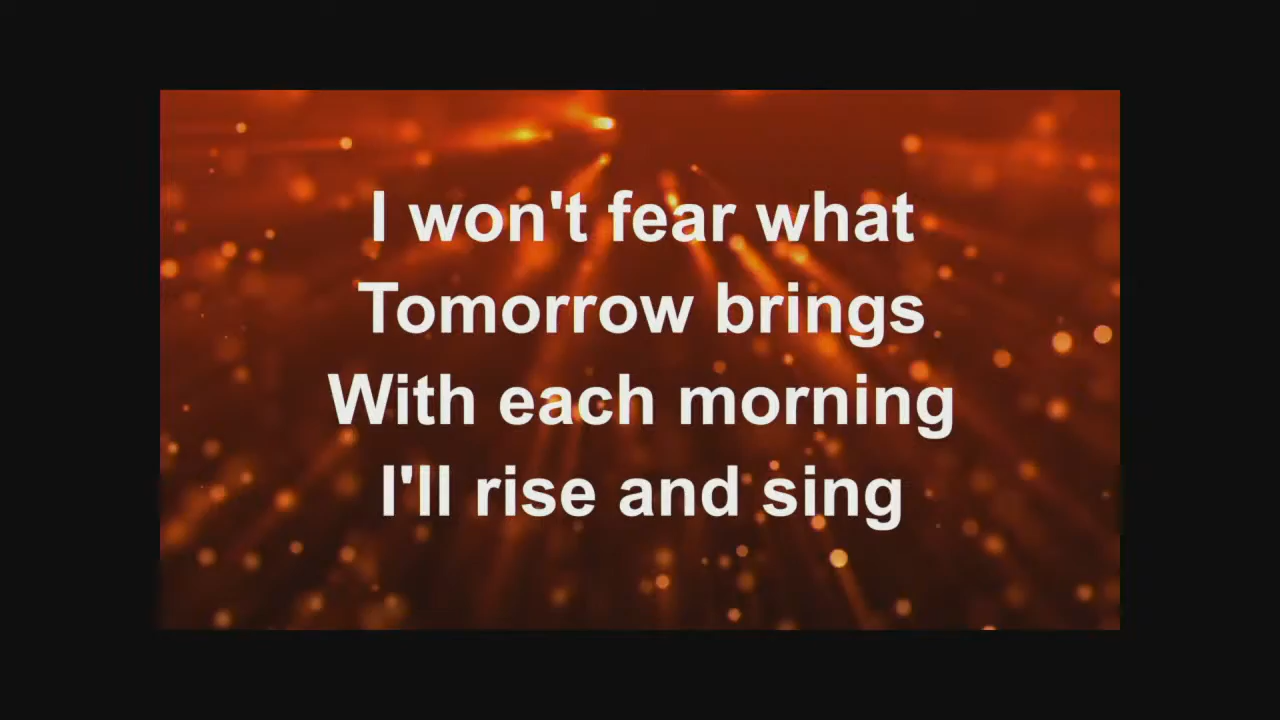 I won't fear what
Tomorrow brings
With each morning
I'll rise and sing